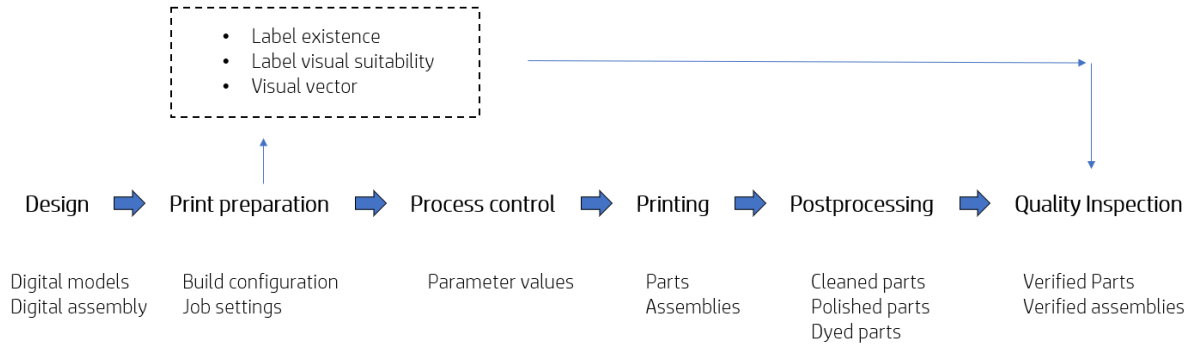 • Label existence
• Label visual suitability
• Visual vector
Design Print preparation Process control Printing Postprocessing Quality Inspection
Digital models Build configuration Parameter values Parts Cleaned parts Verified Parts
Digital assembly Job settings Assemblies Polished parts Verified assemblies
Dyed parts